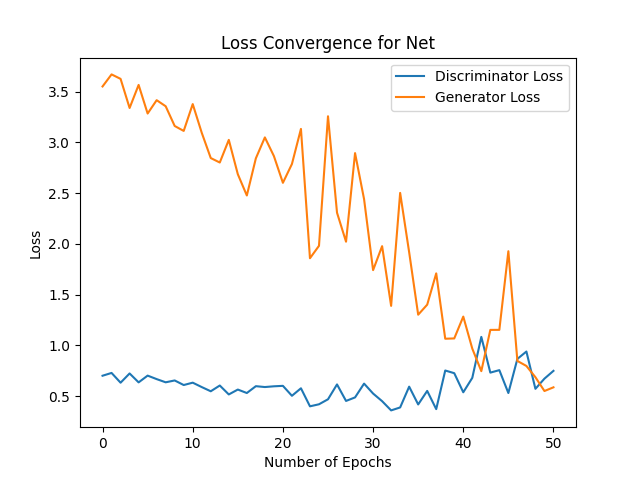 Loss Convergence for Net
Discriminator Loss
Generator Loss
3.5
3.0
2.5
2.0
1.5
1.0
0.5
Loss
0 10 20 30 40 50
Number of Epochs